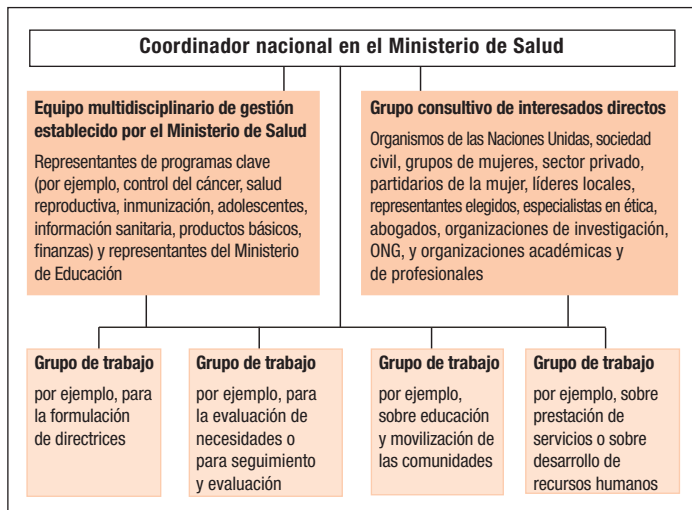 Coordinador nacional en el Ministerio de Salud
Equipo multidisciplinario de gestión
establecido por el Ministerio de Salud
Representantes de programas clave
(por ejemplo, control del cáncer, salud
reproductiva, inmunización, adolescentes,
información sanitaria, productos básicos,
finanzas) y representantes del Ministerio
de Educación
Grupo consultivo de interesados directos
Organismos de las Naciones Unidas, sociedad
civil, grupos de mujeres, sector privado,
partidarios de la mujer, líderes locales,
representantes elegidos, especialistas en ética,
abogados, organizaciones de investigación,
ONG, y organizaciones académicas y
de profesionales
Grupo de trabajo
por ejemplo, para
la formulación
de directrices
Grupo de trabajo
por ejemplo, para
la evaluación de
necesidades o
para seguimiento
y evaluación
Grupo de trabajo
por ejemplo,
sobre educación
y movilización de
las comunidades
Grupo de trabajo
por ejemplo, sobre
prestación de
servicios o sobre
desarrollo de
recursos humanos